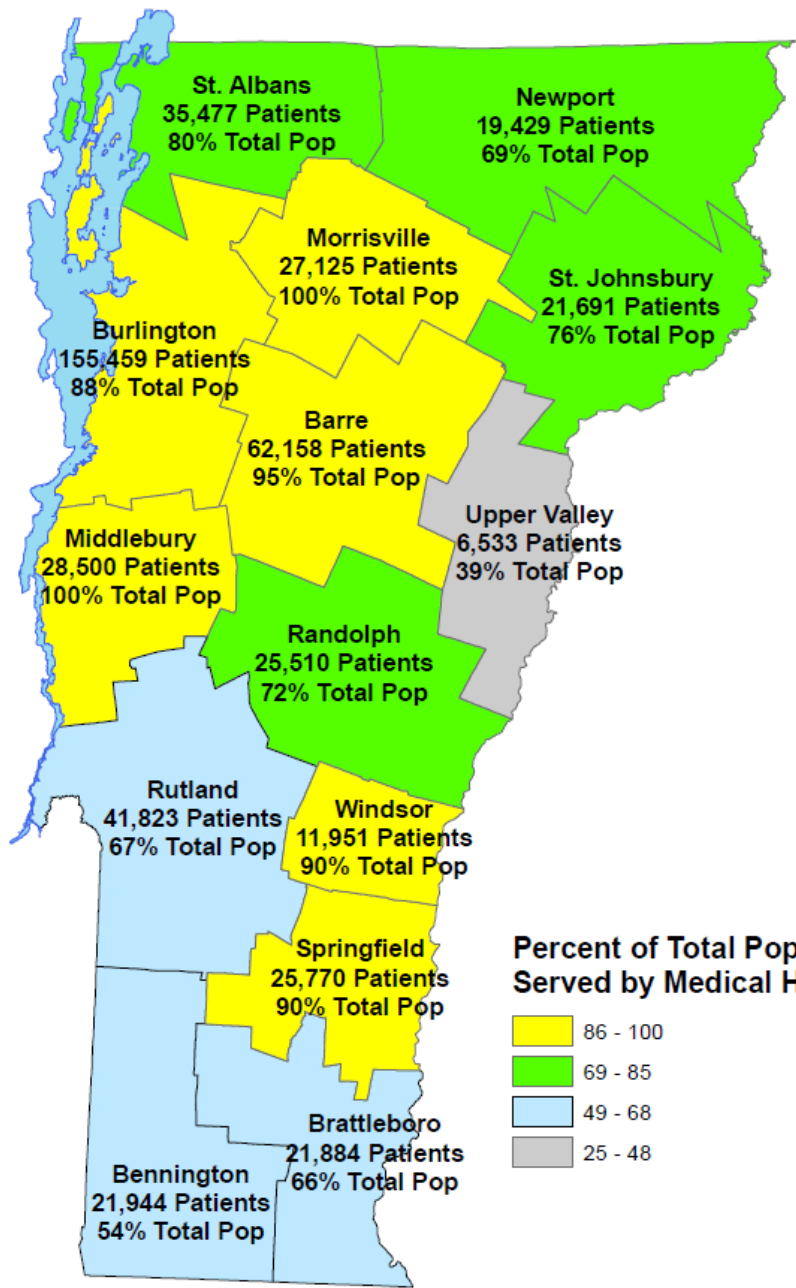 St. Albans
35,477 Patients
80% Total Pop
Newport
19,429 Patients
69% Total Pop
Morrisville
27,125 Patients
100% Total Pop
St. Johnsbury
21,691 Patients
76% Total Pop
Burlington
155,459 Patients
88% Total Pop
Barre
62,158 Patients
95% Total Pop
Upper Valley
6,533 Patients
39% Total Pop
Middlebury
28,500 Patients
100% Total Pop
Randolph
25,510 Patients
72% Total Pop
Rutland
41,823 Patients
67% Total Pop
Windsor
11,951 Patients
90% Total Pop
Springfield
25,770 Patients
90% Total Pop
Brattleboro
21,884 Patients
66% Total Pop
Bennington
21,944 Patients
54% Total Pop
Percent of Total Pop
Served by Medical H
86 - 100
69 - 85
49 - 68
25 - 48